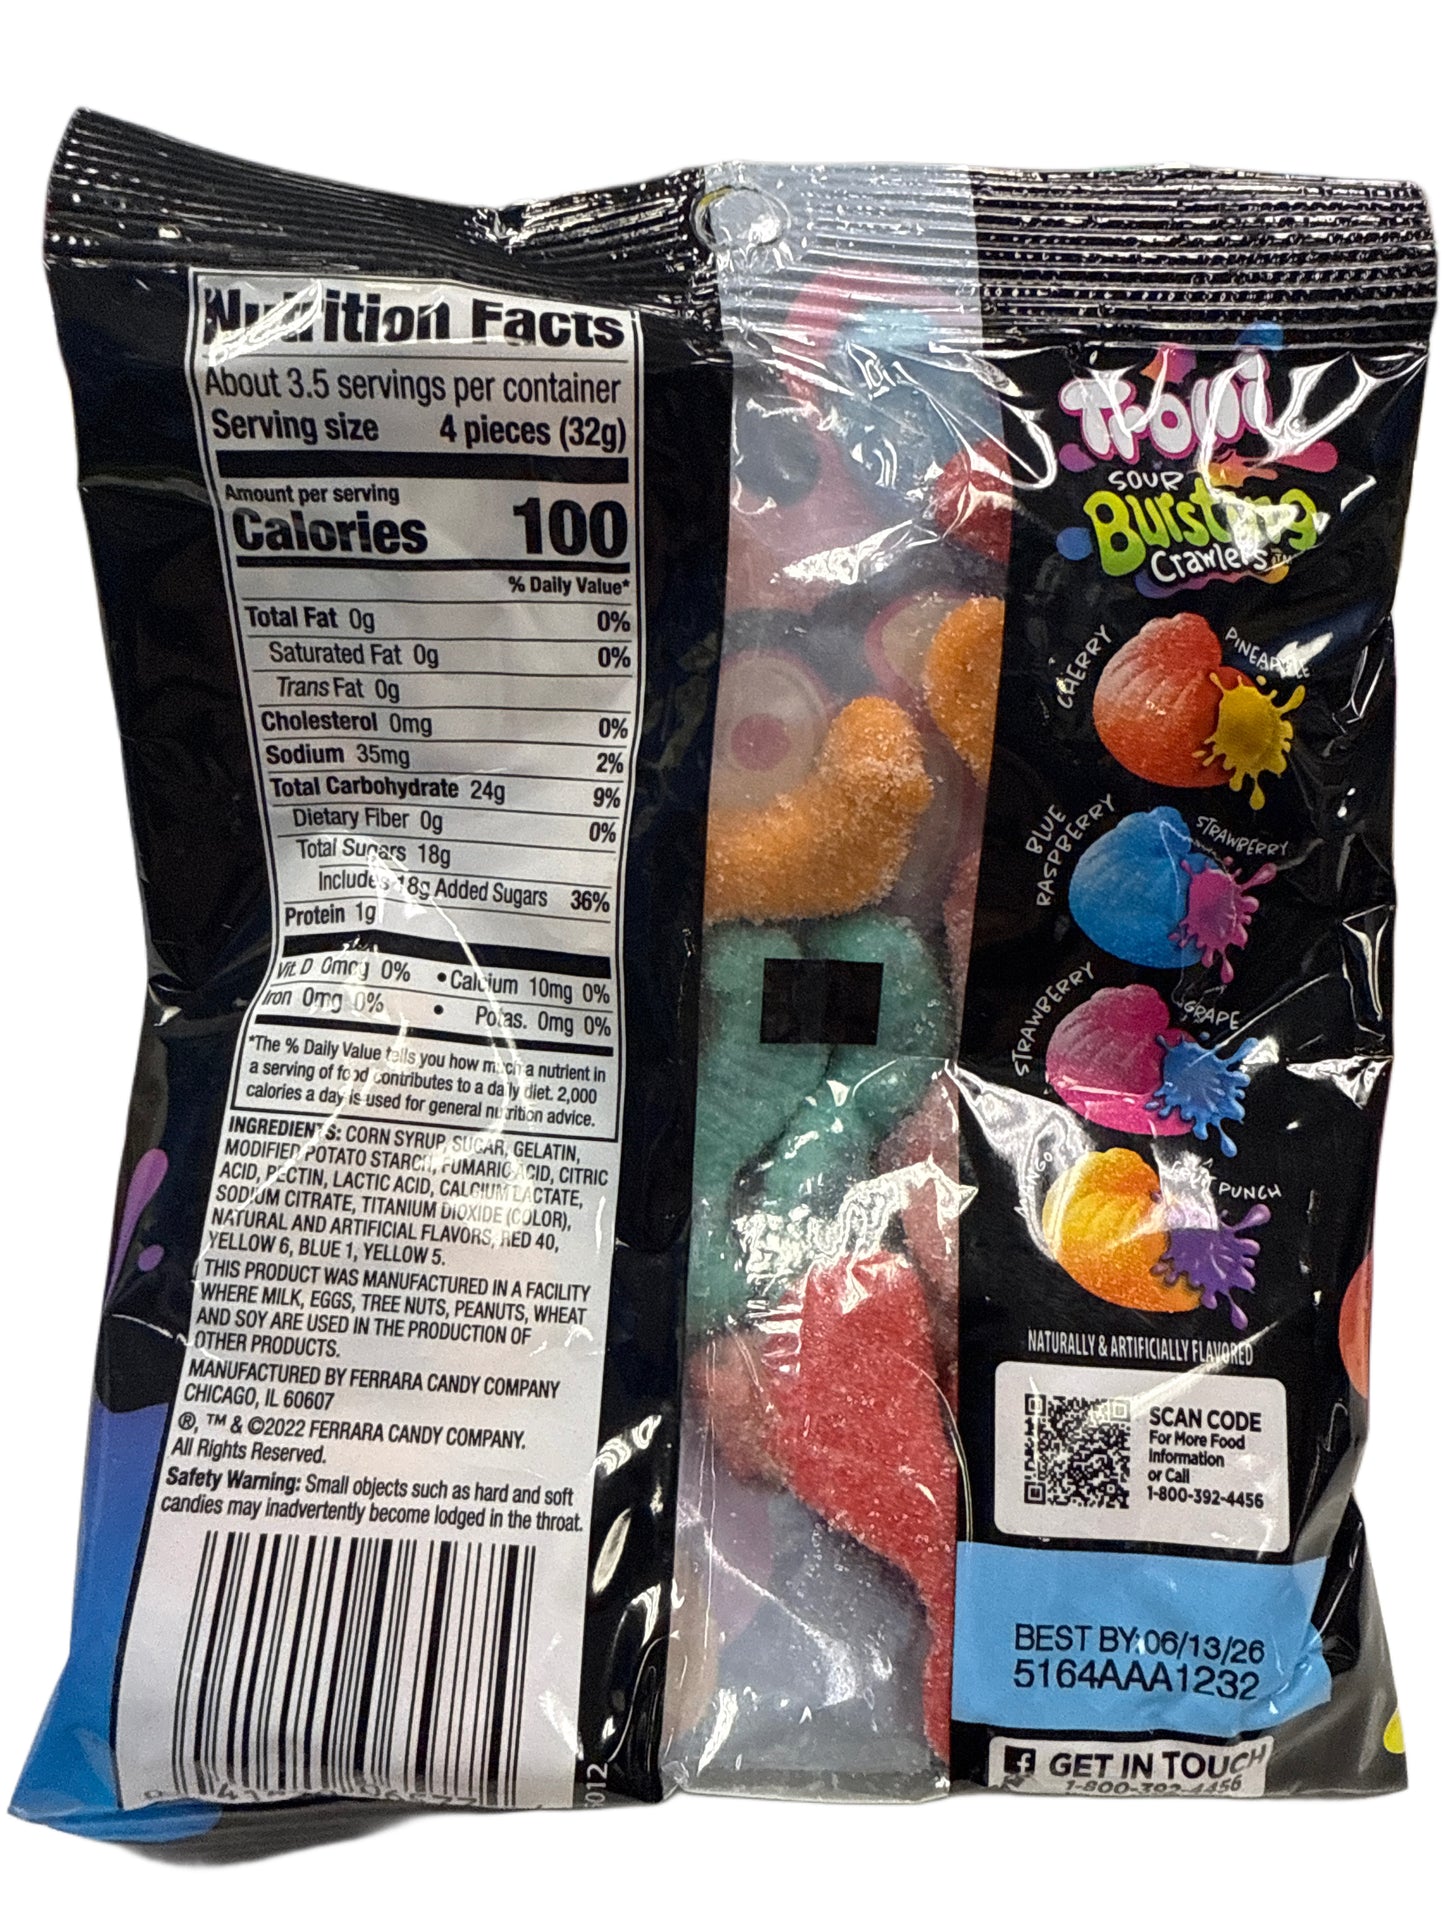 Nutrition Facts
About 3.5 servings per container
Serving size 4 pieces (32g)
Amount per serving
Calories 100
% Daily Value*
Total Fat 0g 0%
Saturated Fat 0g 0%
Trans Fat 0g
Cholesterol 0mg 0%
Sodium 35mg 2%
Total Carbohydrate 24g 9%
Dietary Fiber 0g 0%
Total Sugars 18g
Includes 18g Added Sugars 36%
Protein 1g
Vit. D 0mcg 0% • Calcium 10mg 0%
Iron 0mg 0% • Potas. 0mg 0%
*The % Daily Value tells you how much a nutrient in
a serving of food contributes to a daily diet. 2,000
calories a day is used for general nutrition advice.
INGREDIENTS: CORN SYRUP, SUGAR, GELATIN,
MODIFIED POTATO STARCH, FUMARIC ACID, CITRIC
ACID, PECTIN, LACTIC ACID, CALCIUM LACTATE,
SODIUM CITRATE, TITANIUM DIOXIDE (COLOR),
NATURAL AND ARTIFICIAL FLAVORS, RED 40,
YELLOW 6, BLUE 1, YELLOW 5.
THIS PRODUCT WAS MANUFACTURED IN A FACILITY
WHERE MILK, EGGS, TREE NUTS, PEANUTS, WHEAT
AND SOY ARE USED IN THE PRODUCTION OF
OTHER PRODUCTS.
MANUFACTURED BY FERRARA CANDY COMPANY
CHICAGO, IL 60607
®, ™ & ©2022 FERRARA CANDY COMPANY.
All Rights Reserved.
Safety Warning: Small objects such as hard and soft
candies may inadvertently become lodged in the throat.
Trolli
SOUR
Bursting
Crawlers
CHERRY
PINEAPPLE
BLUE
RASPBERRY
STRAWBERRY
STRAWBERRY
GRAPE
MANGO
FRUIT PUNCH
NATURALLY & ARTIFICIALLY FLAVORED
SCAN CODE
For More Food
Information
or Call
1-800-392-4456
BEST BY:06/13/26
5164AAA1232
f GET IN TOUCH
1-800-392-4456